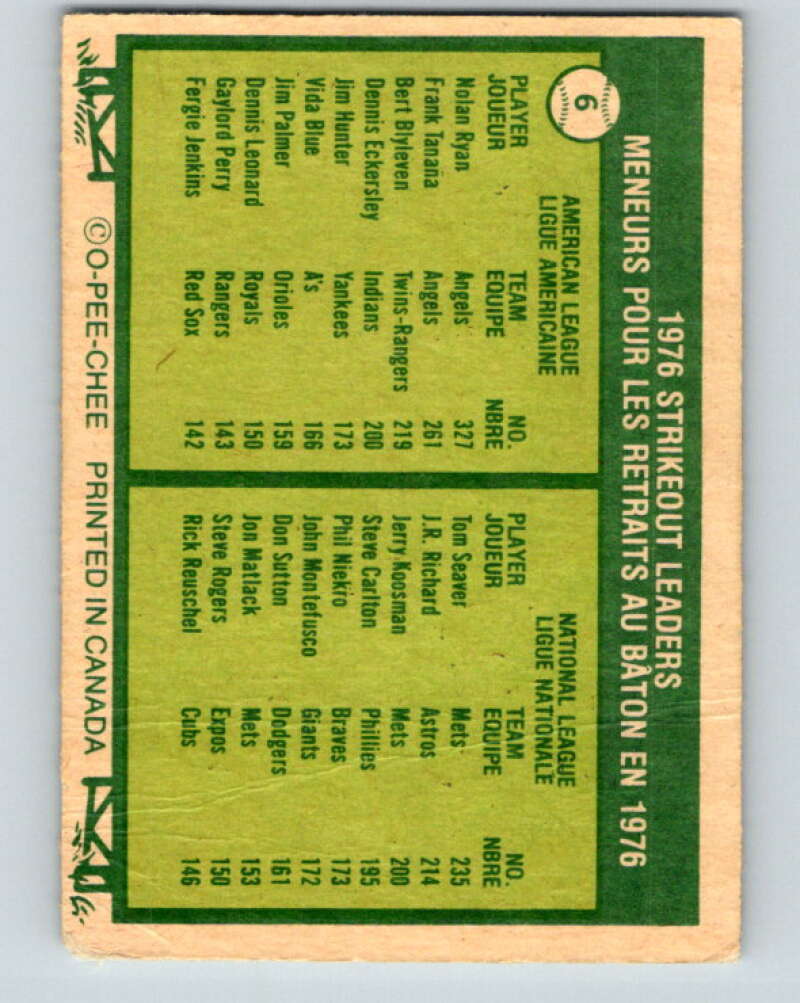 6
1976 STRIKEOUT LEADERS
MENEURS POUR LES RETRAITS AU BÂTON EN 1976
AMERICAN LEAGUE
LIGUE AMERICAINE
PLAYER TEAM NO.
JOUEUR EQUIPE NBRE
Nolan Ryan Angels 327
Frank Tanana Angels 261
Bert Blyleven Twins-Rangers 219
Dennis Eckersley Indians 200
Jim Hunter Yankees 173
Vida Blue A's 166
Jim Palmer Orioles 159
Dennis Leonard Royals 150
Gaylord Perry Rangers 143
Fergie Jenkins Red Sox 142
NATIONAL LEAGUE
LIGUE NATIONALE
PLAYER TEAM NO.
JOUEUR EQUIPE NBRE
Tom Seaver Mets 235
J.R. Richard Astros 214
Jerry Koosman Mets 200
Steve Carlton Phillies 195
Phil Niekro Braves 173
John Montefusco Giants 172
Don Sutton Dodgers 161
Jon Matlack Mets 153
Steve Rogers Expos 150
Rick Reuschel Cubs 146
©O-PEE-CHEE PRINTED IN CANADA